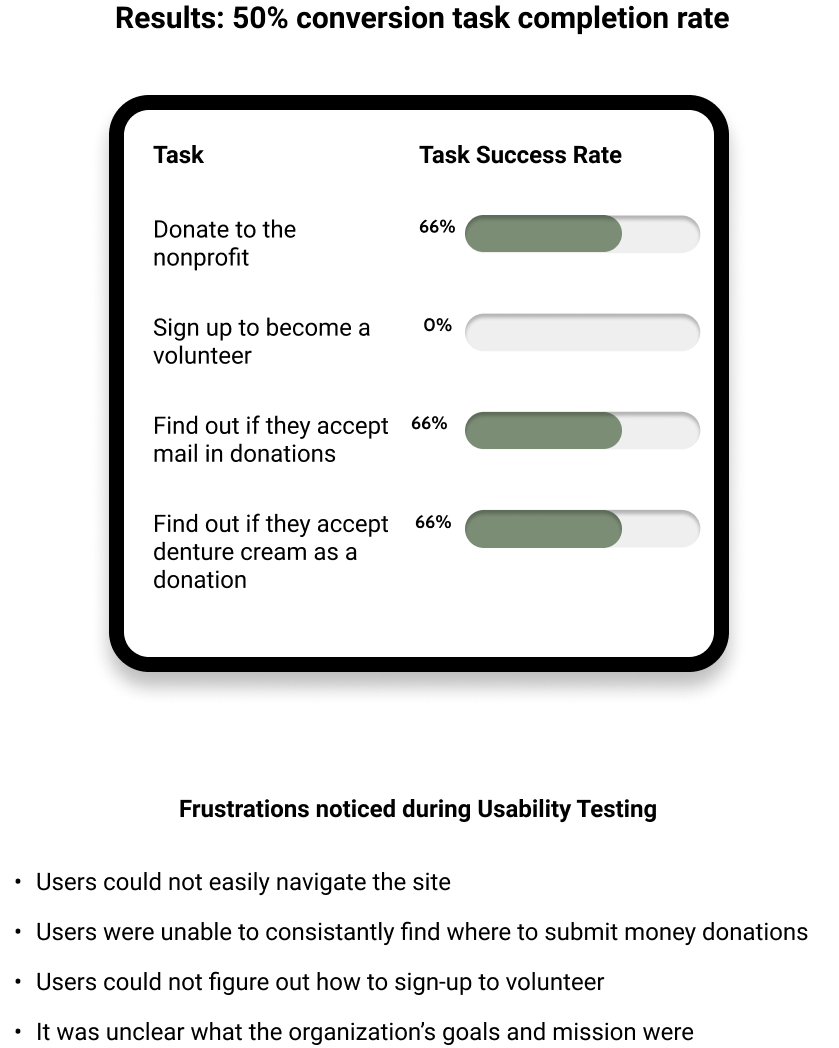 Results: 50% conversion task completion rate
Task
Task Success Rate
Donate to the
nonprofit
66%
Sign up to become a
volunteer
0%
Find out if they accept
mail in donations
66%
Find out if they accept
denture cream as a
donation
66%
Frustrations noticed during Usability Testing
• Users could not easily navigate the site
• Users were unable to consistantly find where to submit money donations
• Users could not figure out how to sign-up to volunteer
• It was unclear what the organization’s goals and mission were